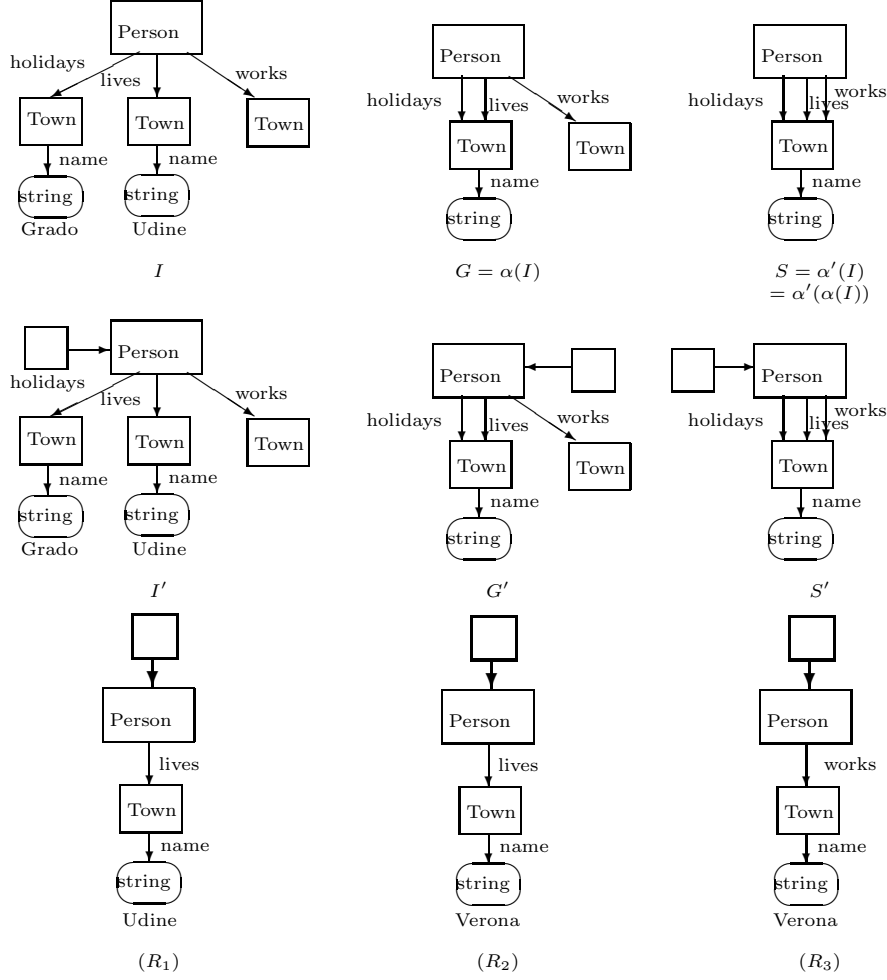 Person
Person
Person
holidays
lives
works
holidays
lives
works
holidays
lives
works
Town
Town
Town
Town
Town
Town
name
name
name
name
string
string
string
string
Grado
Udine
I
G = α(I)
S = α′(I)
= α′(α(I))
Person
Person
Person
holidays
lives
works
holidays
lives
works
holidays
lives
works
Town
Town
Town
Town
Town
Town
name
name
name
name
string
string
string
string
Grado
Udine
I′
G′
S′
Person
Person
Person
lives
lives
works
Town
Town
Town
name
name
name
string
string
string
Udine
Verona
Verona
(R₁)
(R₂)
(R₃)